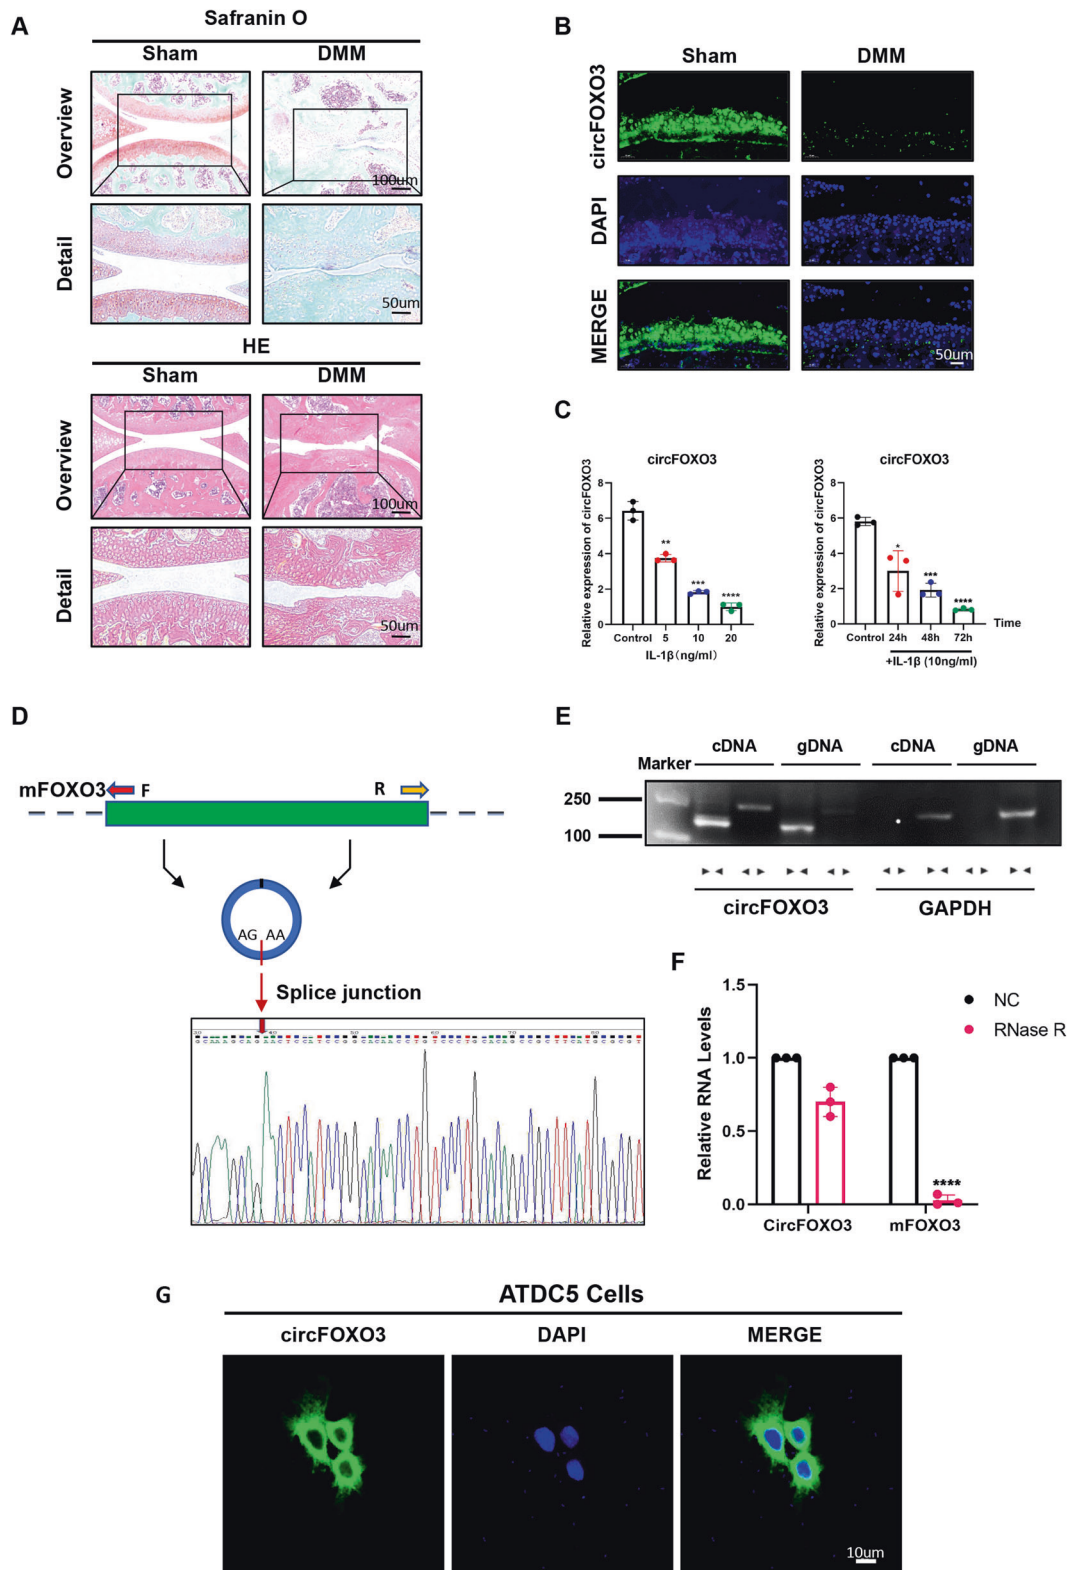 A
Safranin O
Sham DMM
Overview
100um
Detail
50um
HE
Sham DMM
Overview
100um
Detail
50um
B
Sham DMM
circFOXO3
DAPI
MERGE
50um
C
circFOXO3
Relative expression of circFOXO3
8
6
4
2
0
**
***
****
Control 5 10 20
IL-1β(ng/ml)
circFOXO3
Relative expression of circFOXO3
8
6
4
2
0
*
***
****
Control 24h 48h 72h Time
+IL-1β (10ng/ml)
D
mFOXO3 F R
AG AA
Splice junction
E
cDNA gDNA cDNA gDNA
Marker
250
100
circFOXO3 GAPDH
F
Relative RNA Levels
1.5
1.0
0.5
0.0
NC
RNase R
****
CircFOXO3 mFOXO3
G
ATDC5 Cells
circFOXO3 DAPI MERGE
10um